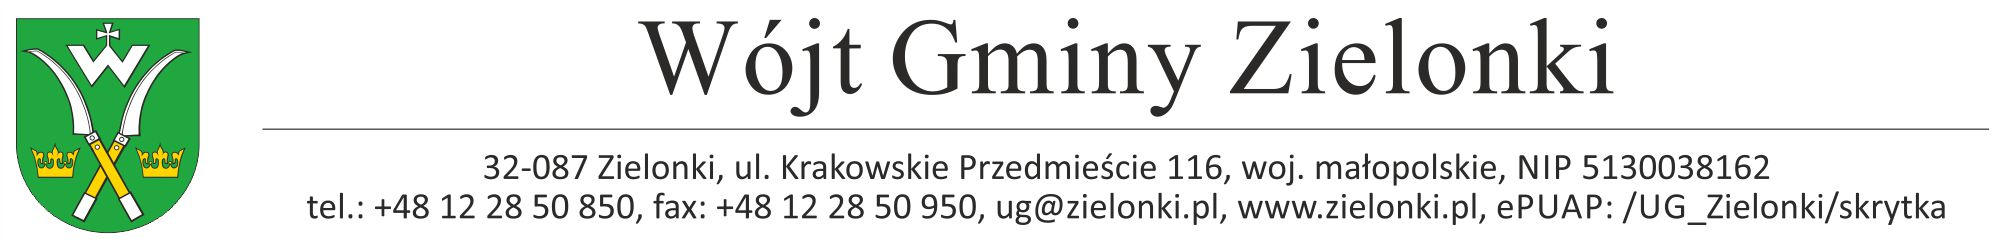 W
Wójt Gminy Zielonki
32-087 Zielonki, ul. Krakowskie Przedmieście 116, woj. małopolskie, NIP 5130038162
tel.: +48 12 28 50 850, fax: +48 12 28 50 950, ug@zielonki.pl, www.zielonki.pl, ePUAP: /UG_Zielonki/skrytka